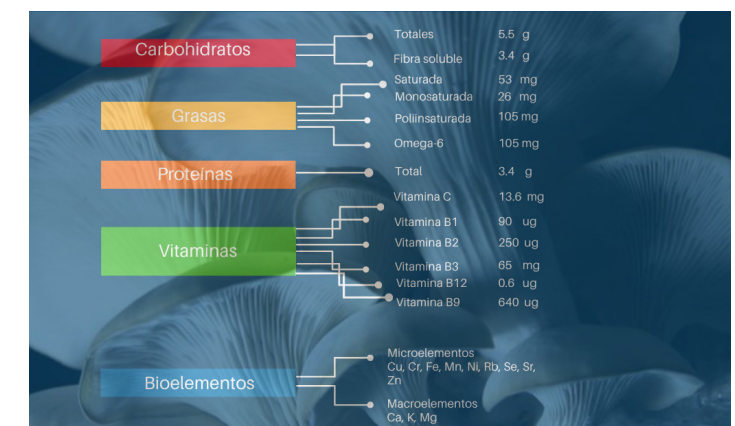 Carbohidratos
Totales 5.5 g
Fibra soluble 3.4 g
Grasas
Saturada 53 mg
Monosaturada 26 mg
Poliinsaturada 105 mg
Omega-6 105 mg
Proteínas
Total 3.4 g
Vitaminas
Vitamina C 13.6 mg
Vitamina B1 90 ug
Vitamina B2 250 ug
Vitamina B3 65 mg
Vitamina B12 0.6 ug
Vitamina B9 640 ug
Bioelementos
Microelementos
Cu, Cr, Fe, Mn, Ni, Rb, Se, Sr,
Zn
Macroelementos
Ca, K, Mg